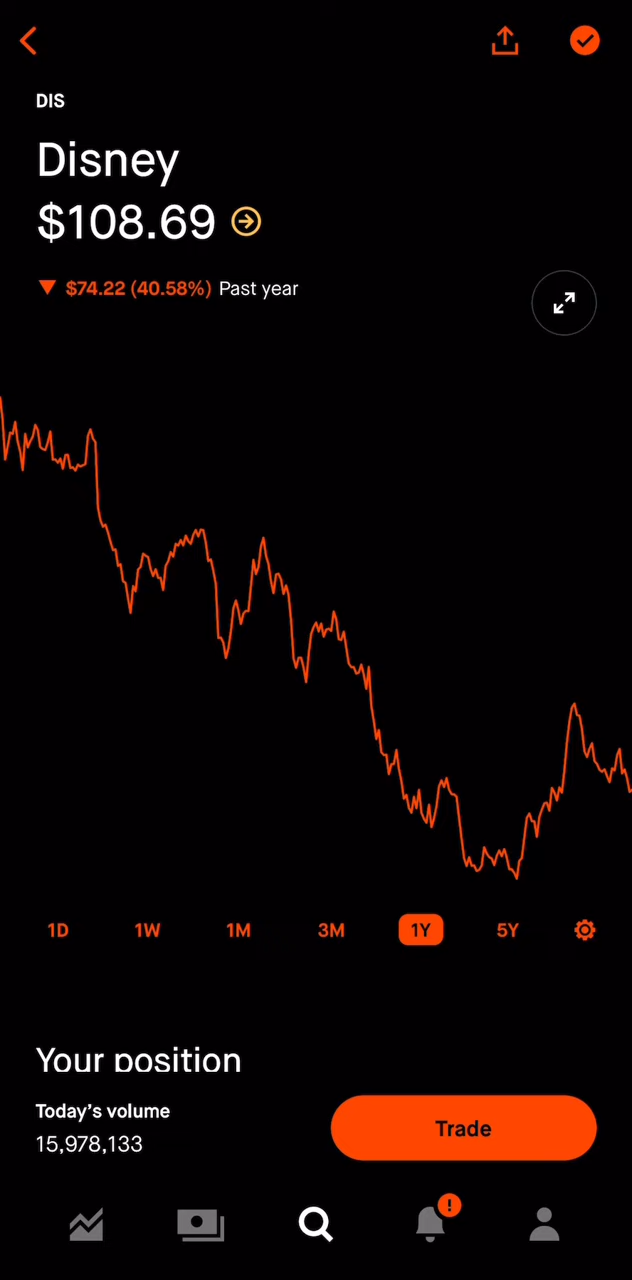 DIS
Disney
$108.69
▼ $74.22 (40.58%) Past year
1D 1W 1M 3M 1Y 5Y
Your position
Today's volume
15,978,133
Trade
!